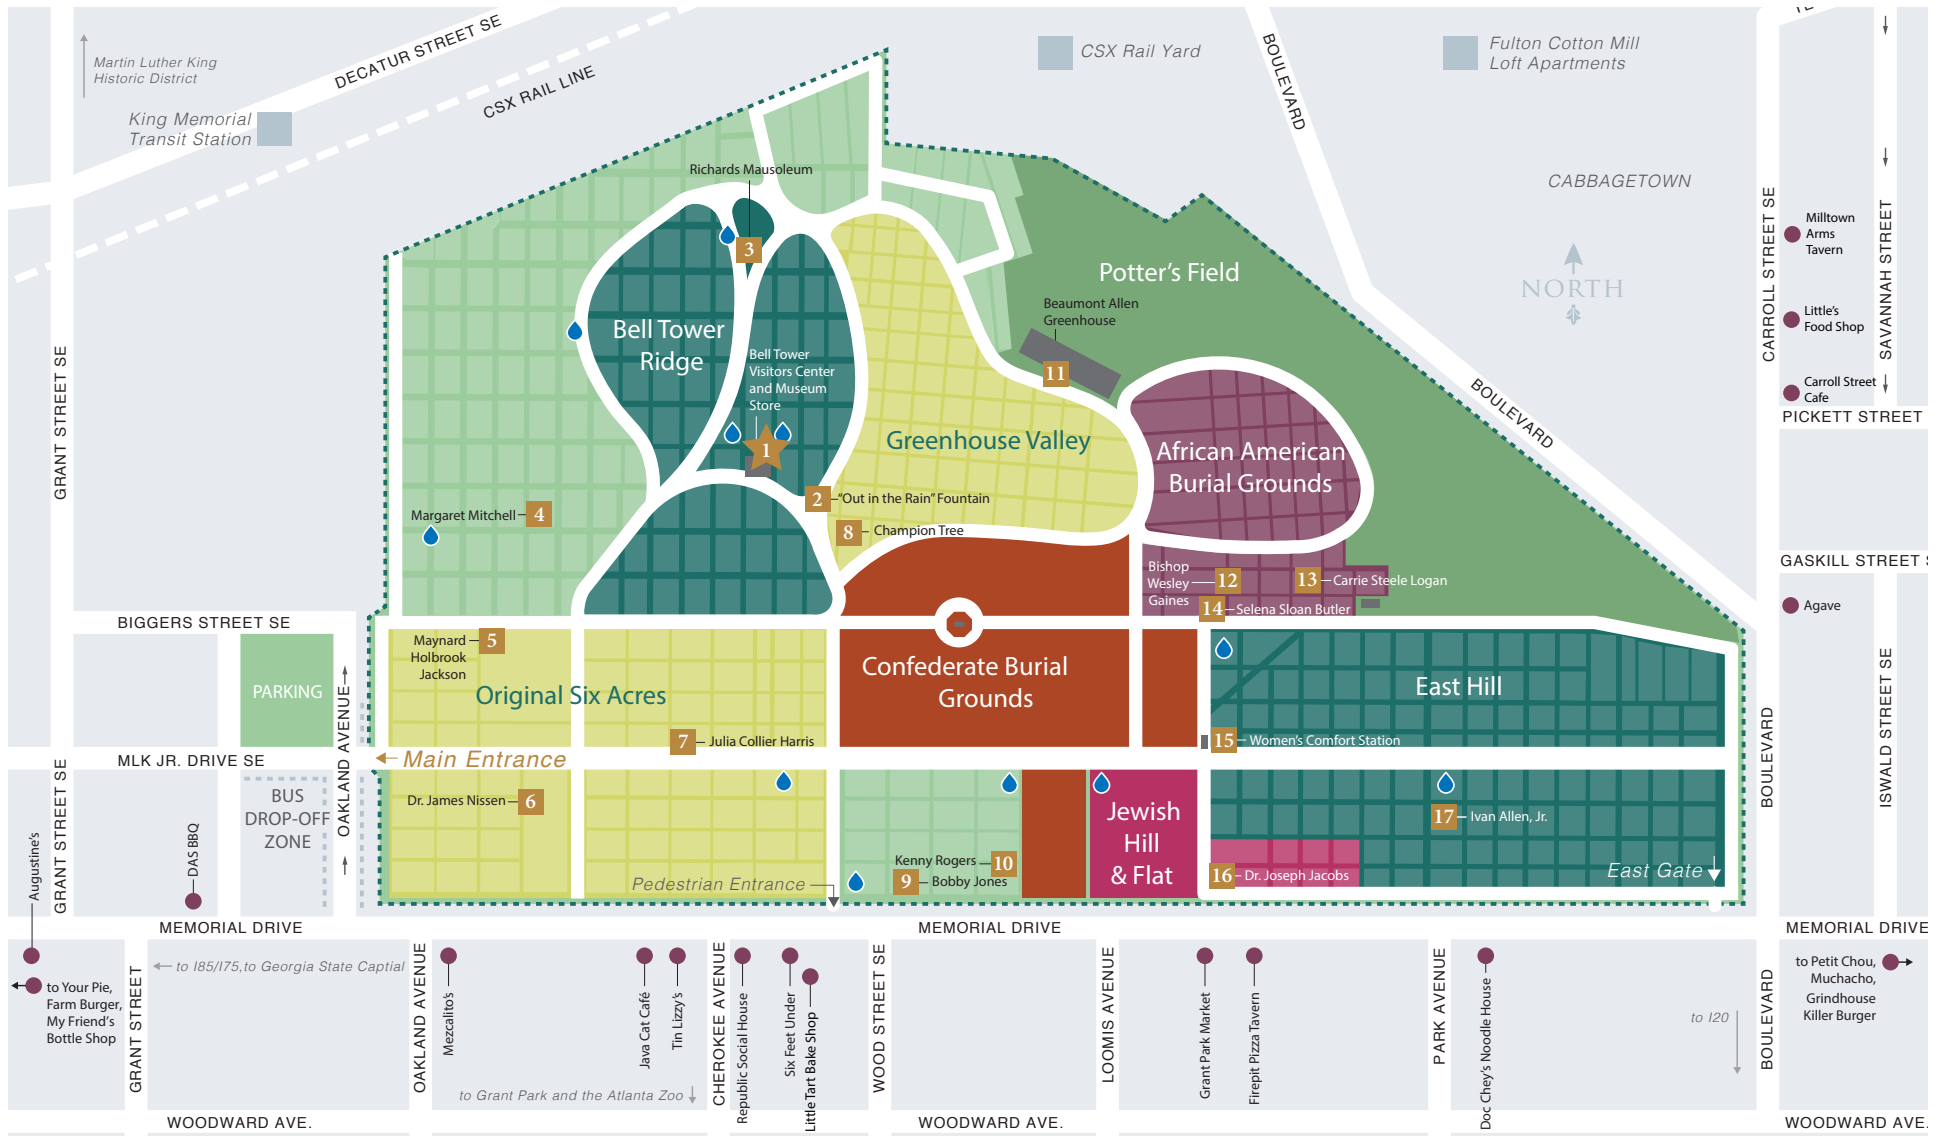 Martin Luther King
Historic District
DECATUR STREET SE
CSX RAIL LINE
King Memorial
Transit Station
CSX Rail Yard
BOULEVARD
Fulton Cotton Mill
Loft Apartments
CABBAGETOWN
NORTH
CARROLL STREET SE
SAVANNAH STREET
Milltown
Arms
Tavern
Little's
Food Shop
Carroll Street
Cafe
PICKETT STREET
GRANT STREET SE
Richards Mausoleum
3
Bell Tower
Ridge
Bell Tower
Visitors Center
and Museum
Store
1
Potter's Field
Beaumont Allen
Greenhouse
11
BOULEVARD
Greenhouse Valley
African American
Burial Grounds
2
"Out in the Rain" Fountain
8
Champion Tree
Margaret Mitchell
4
Bishop
Wesley
Gaines
12
13
Carrie Steele Logan
14
Selena Sloan Butler
GASKILL STREET S
Agave
BIGGERS STREET SE
PARKING
OAKLAND AVENUE
Maynard
Holbrook
Jackson
5
Original Six Acres
7
Julia Collier Harris
Confederate Burial
Grounds
East Hill
15
Women's Comfort Station
BOULEVARD
ISWALD STREET SE
MLK JR. DRIVE SE
Main Entrance
GRANT STREET SE
BUS
DROP-OFF
ZONE
Dr. James Nissen
6
Jewish
Hill
& Flat
17
Ivan Allen, Jr.
Kenny Rogers
10
9
Bobby Jones
16
Dr. Joseph Jacobs
East Gate
Pedestrian Entrance
Augustine's
DAS BBQ
MEMORIAL DRIVE
MEMORIAL DRIVE
MEMORIAL DRIVE
to Your Pie,
Farm Burger,
My Friend's
Bottle Shop
GRANT STREET
to I85/I75,to Georgia State Captial
OAKLAND AVENUE
Mezcalito's
Java Cat Café
Tin Lizzy's
CHEROKEE AVENUE
Republic Social House
Six Feet Under
Little Tart Bake Shop
WOOD STREET SE
LOOMIS AVENUE
Grant Park Market
Firepit Pizza Tavern
PARK AVENUE
Doc Chey's Noodle House
to I20
BOULEVARD
to Petit Chou,
Muchacho,
Grindhouse
Killer Burger
to Grant Park and the Atlanta Zoo
WOODWARD AVE.
WOODWARD AVE.
WOODWARD AVE.